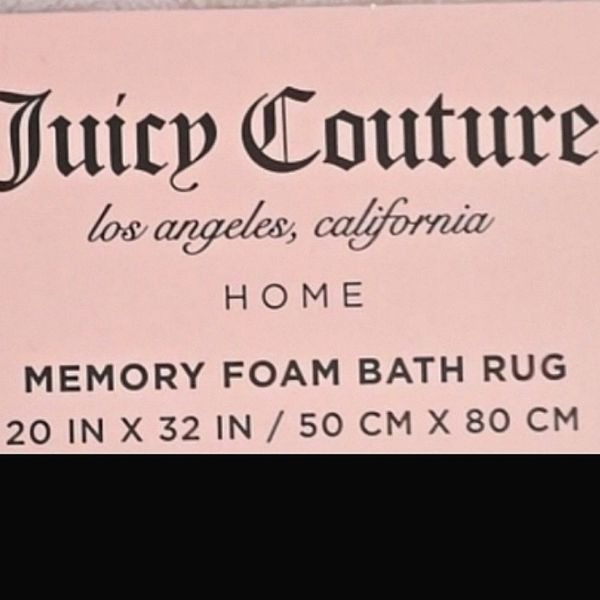 Juicy Couture
los angeles, california
HOME
MEMORY FOAM BATH RUG
20 IN X 32 IN / 50 CM X 80 CM